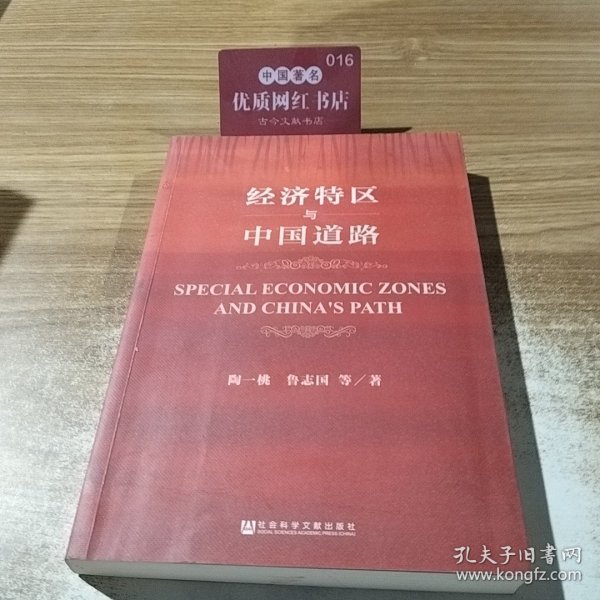 016
中国著名
优质网红书店
古今文献书店
经济特区
与
中国道路
SPECIAL ECONOMIC ZONES
AND CHINA'S PATH
陶一桃 鲁志国 等/著
社会科学文献出版社
SOCIAL SCIENCES ACADEMIC PRESS (CHINA)
孔夫子旧书网
www.kongfz.com